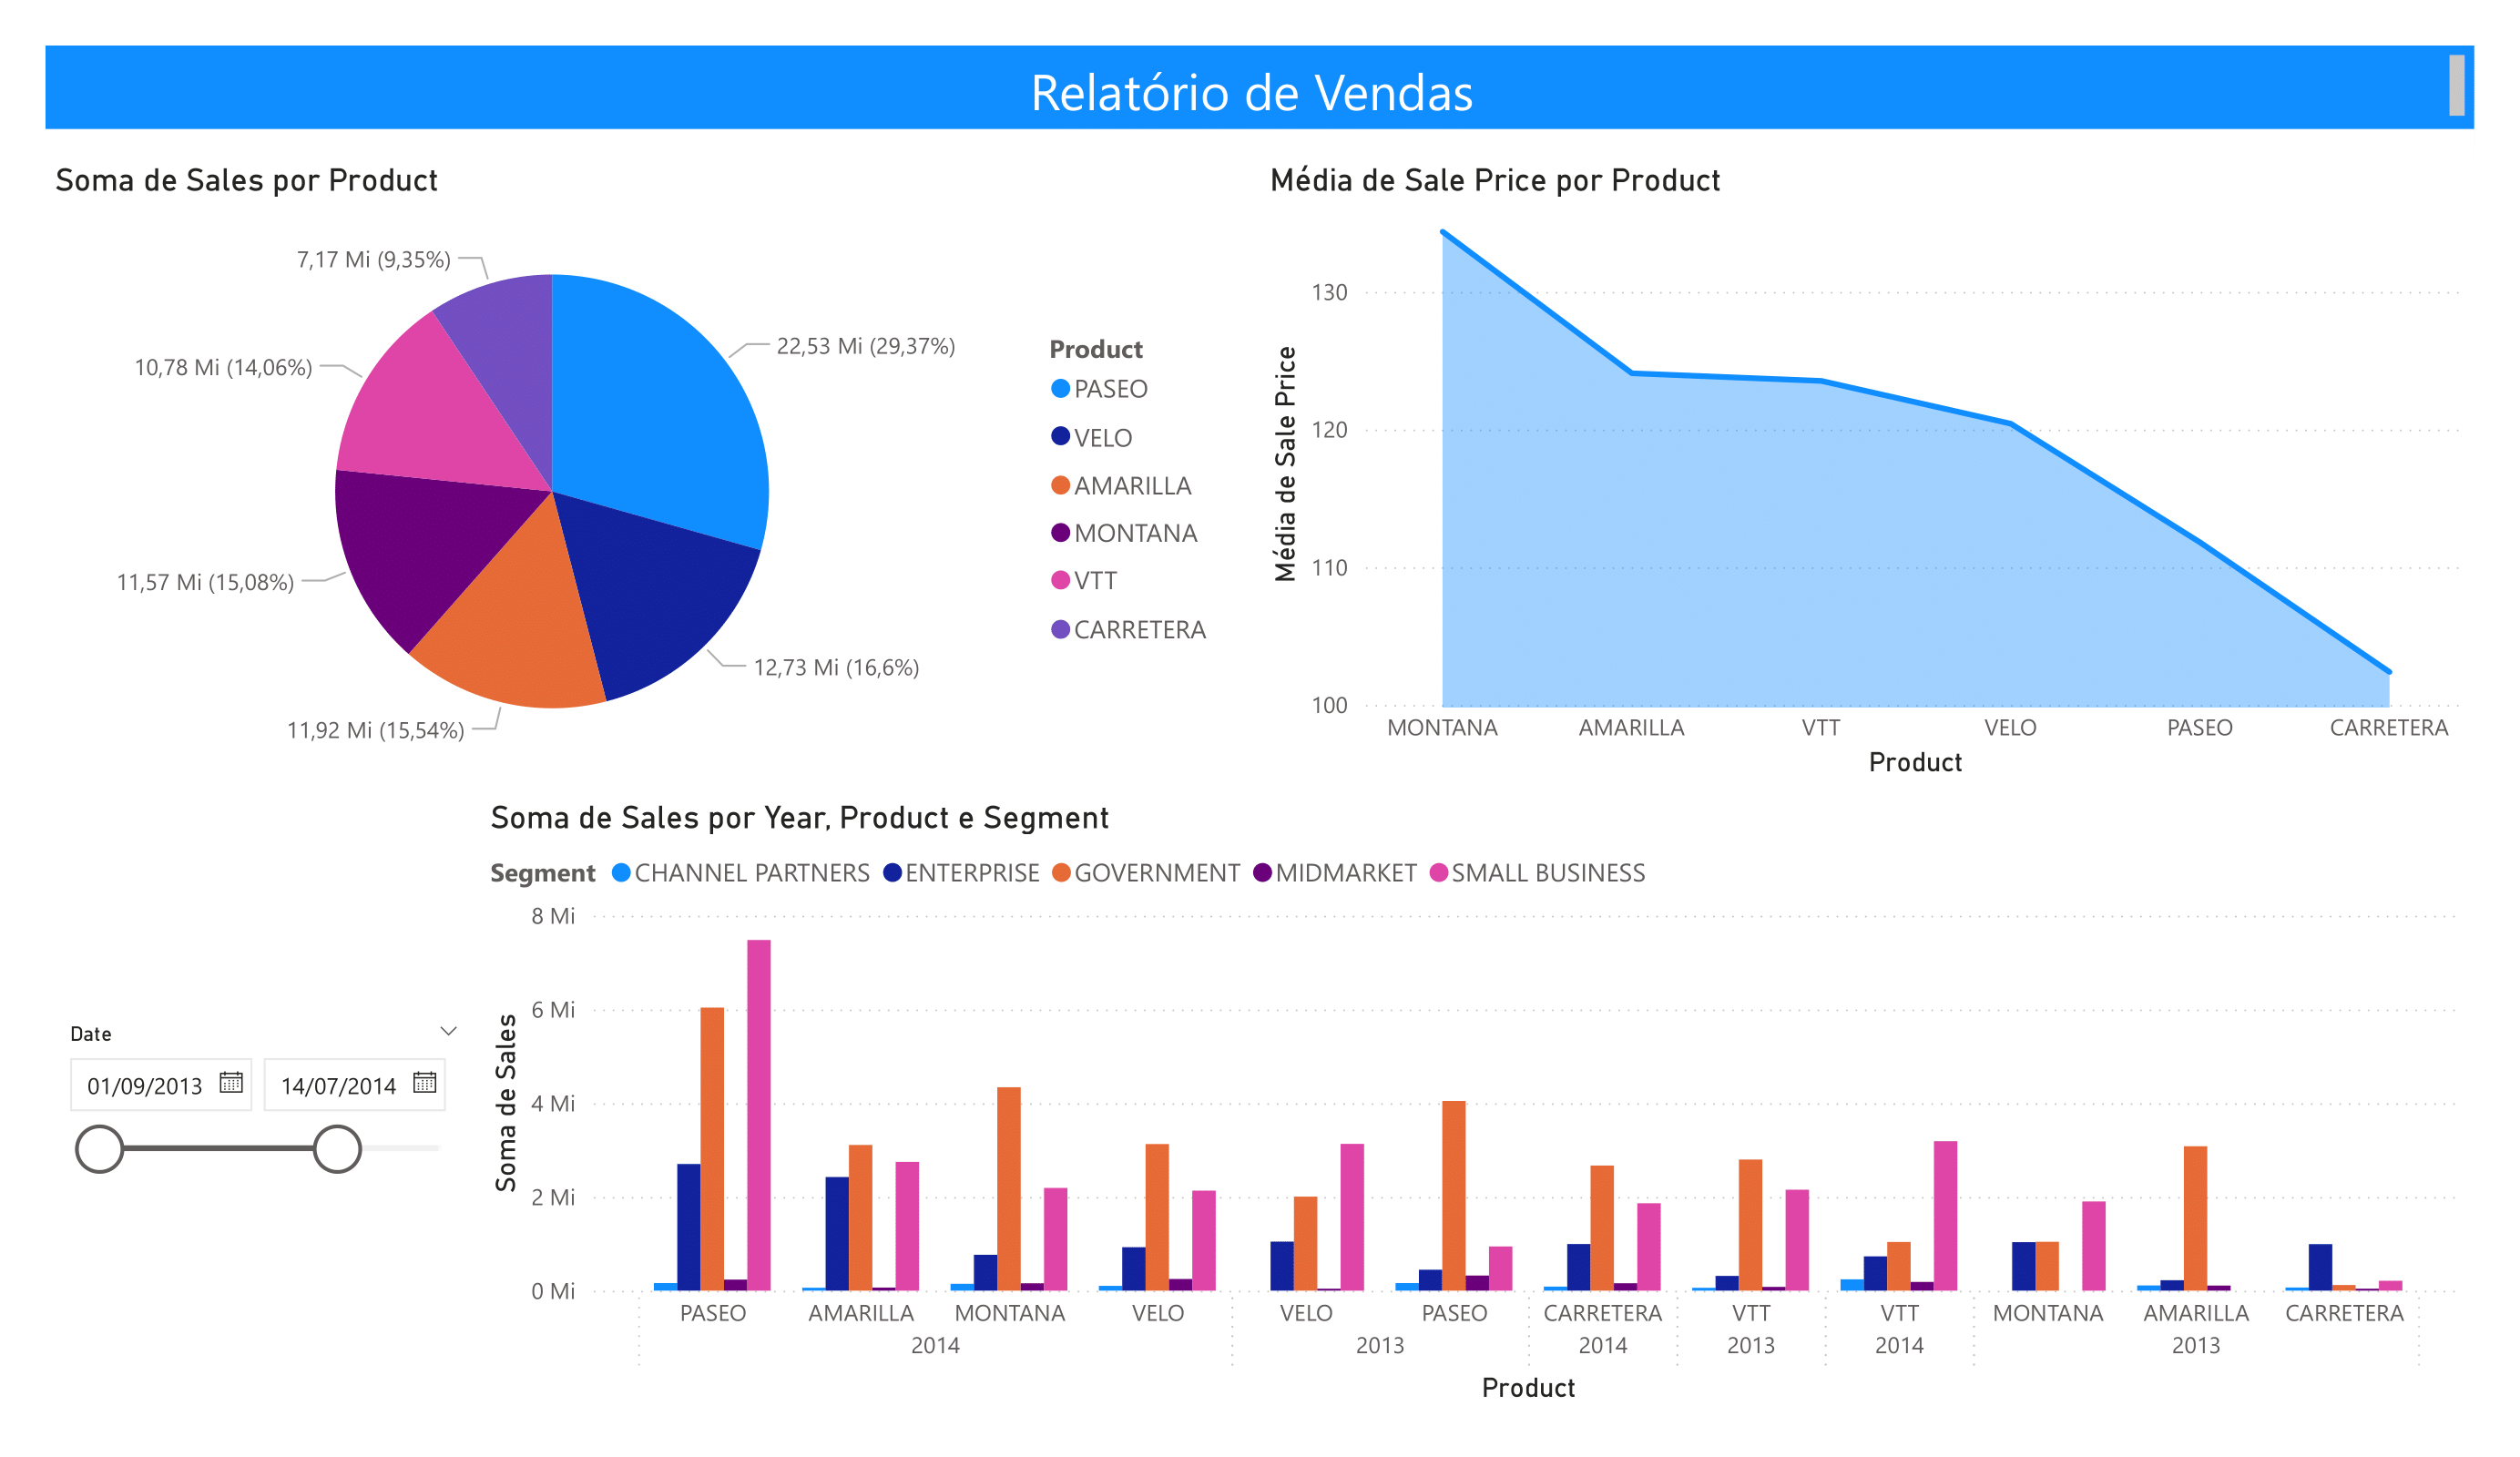 Relatório de Vendas
Soma de Sales por Product
7,17 Mi (9,35%)
10,78 Mi (14,06%)
22,53 Mi (29,37%)
11,57 Mi (15,08%)
12,73 Mi (16,6%)
11,92 Mi (15,54%)
Product
PASEO
VELO
AMARILLA
MONTANA
VTT
CARRETERA
Média de Sale Price por Product
Média de Sale Price
130
120
110
100
MONTANA AMARILLA VTT VELO PASEO CARRETERA
Product
Date
01/09/2013 14/07/2014
Soma de Sales por Year, Product e Segment
Segment CHANNEL PARTNERS ENTERPRISE GOVERNMENT MIDMARKET SMALL BUSINESS
Soma de Sales
8 Mi
6 Mi
4 Mi
2 Mi
0 Mi
PASEO AMARILLA MONTANA VELO VELO PASEO CARRETERA VTT VTT MONTANA AMARILLA CARRETERA
2014 2013 2014 2013 2014 2013
Product